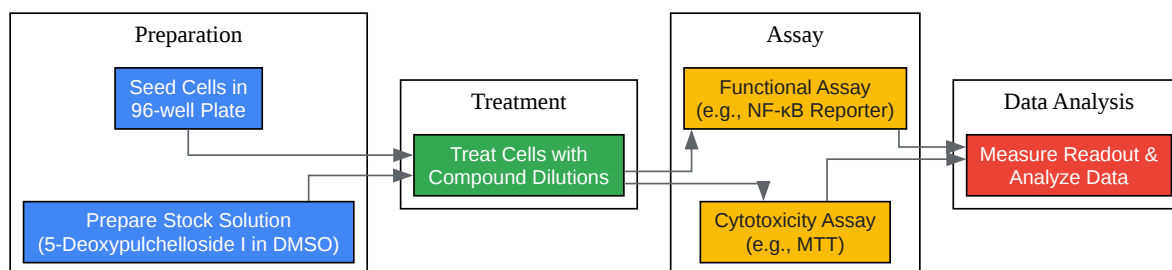 Preparation
Seed Cells in
96-well Plate
Prepare Stock Solution
(5-Deoxypulchelloside I in DMSO)
Treatment
Treat Cells with
Compound Dilutions
Assay
Functional Assay
(e.g., NF-κB Reporter)
Cytotoxicity Assay
(e.g., MTT)
Data Analysis
Measure Readout &
Analyze Data